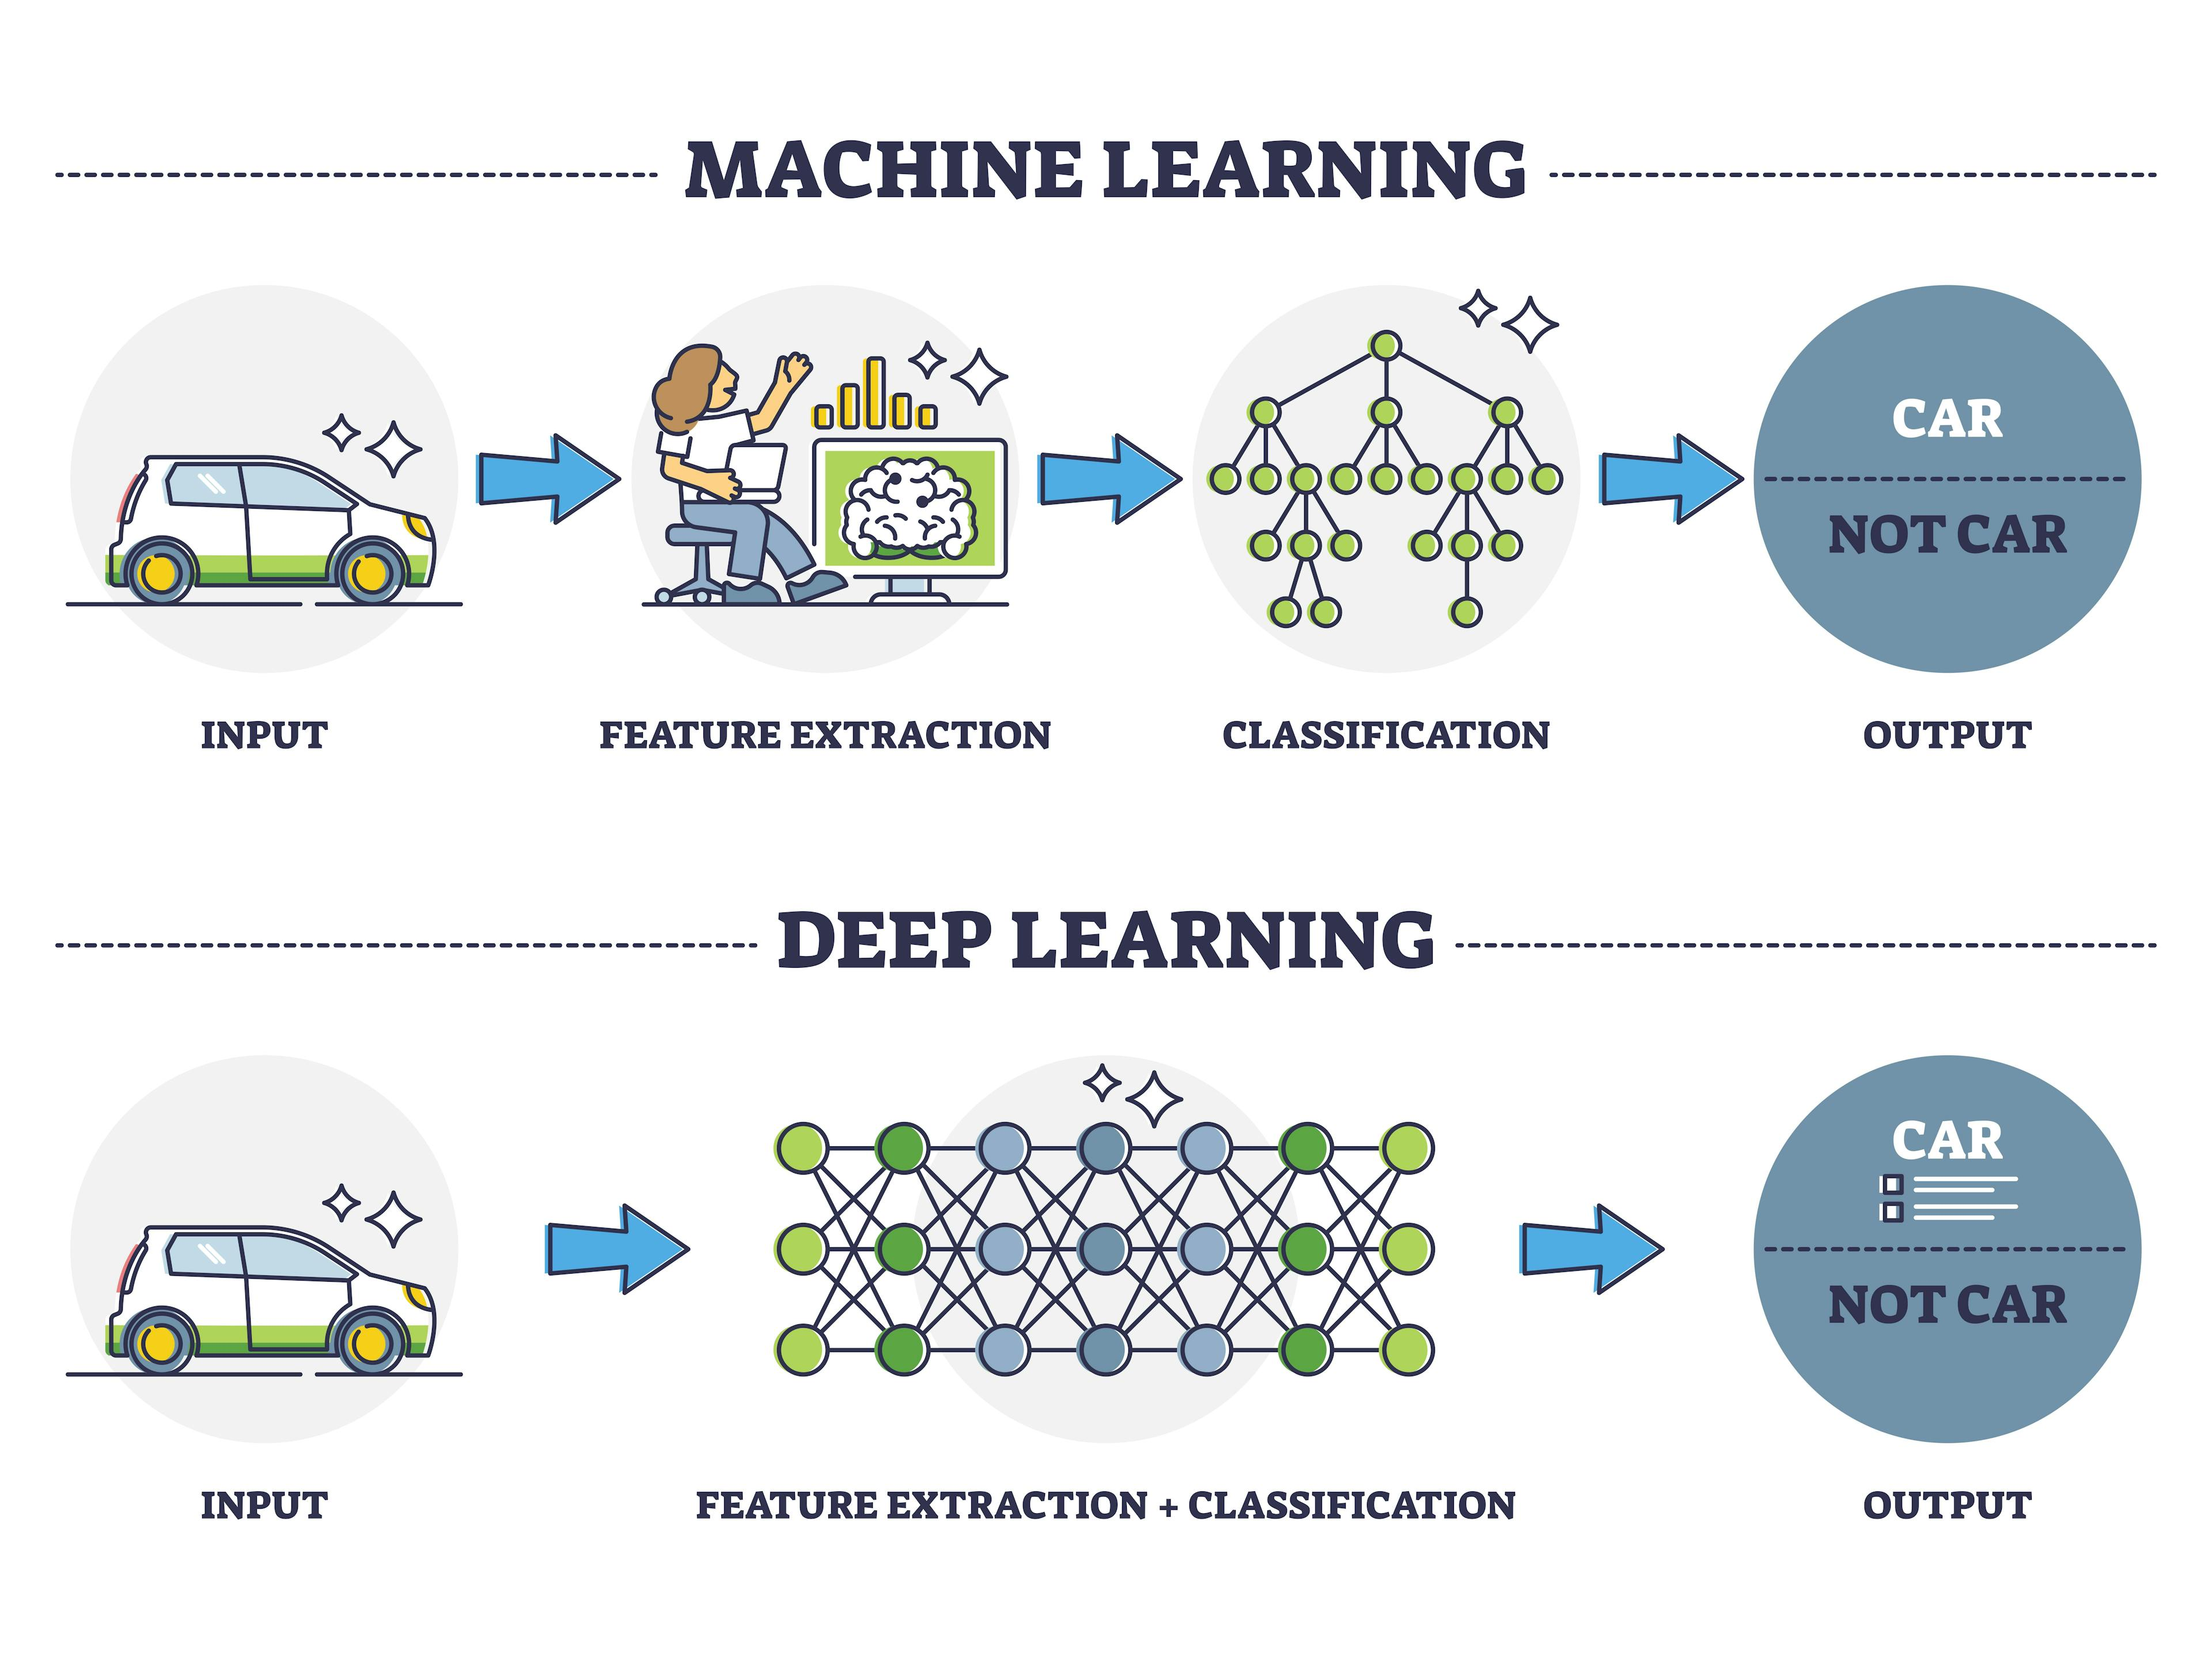 MACHINE LEARNING
CAR
NOT CAR
INPUT
FEATURE EXTRACTION
CLASSIFICATION
OUTPUT
DEEP LEARNING
CAR
NOT CAR
INPUT
FEATURE EXTRACTION + CLASSIFICATION
OUTPUT